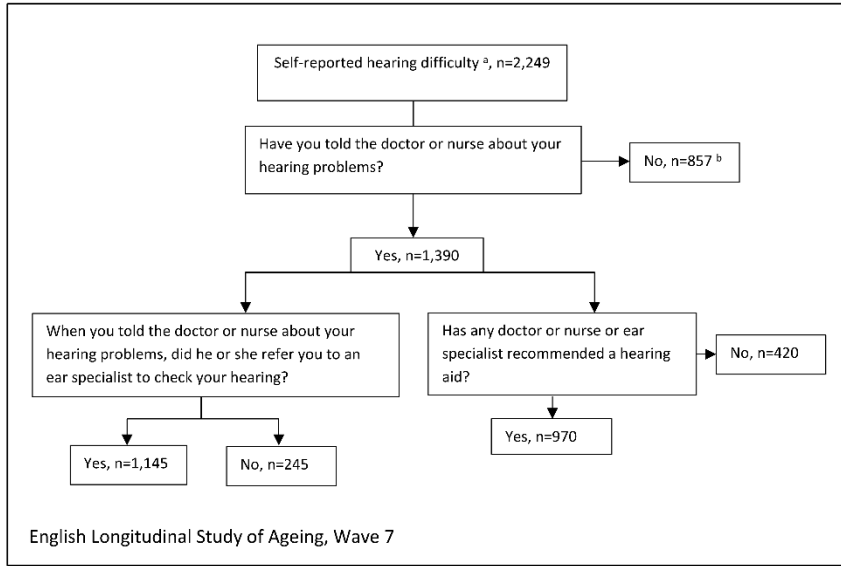 Self-reported hearing difficulty ᵃ, n=2,249
Have you told the doctor or nurse about your
hearing problems?
No, n=857 ᵇ
Yes, n=1,390
When you told the doctor or nurse about your
hearing problems, did he or she refer you to an
ear specialist to check your hearing?
Has any doctor or nurse or ear
specialist recommended a hearing
aid?
No, n=420
Yes, n=1,145
No, n=245
Yes, n=970
English Longitudinal Study of Ageing, Wave 7